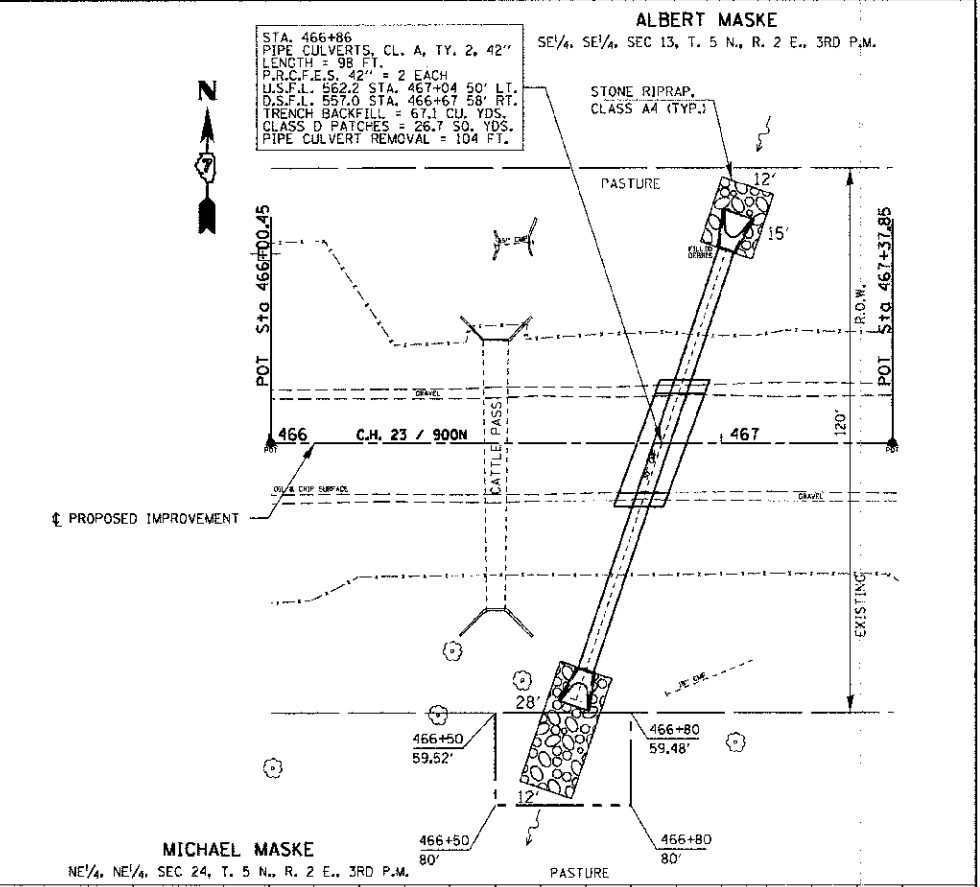 ALBERT MASKE
SE¼, SE¼, SEC 13, T. 5 N., R. 2 E., 3RD P.M.
STA. 466+86
PIPE CULVERTS, CL. A, TY. 2, 42"
LENGTH = 98 FT.
P.R.C.F.E.S. 42" = 2 EACH
U.S.F.L. 562.2 STA. 467+04 50' LT.
D.S.F.L. 557.0 STA. 466+67 58' RT.
TRENCH BACKFILL = 67.1 CU. YDS.
CLASS D PATCHES = 26.7 SQ. YDS.
PIPE CULVERT REMOVAL = 104 FT.
STONE RIPRAP,
CLASS A4 (TYP.)
N
7
PASTURE
12'
15'
POT Sta 466+00.45
POT Sta 467+37.85
R.O.W.
120'
EXISTING
GRAVEL
466
C.H. 23 / 900N
467
POT
POT
CATTLE PASS
OIL & CHIP SURFACE
GRAVEL
℄ PROPOSED IMPROVEMENT
28'
466+50
59.52'
466+80
59.48'
12'
466+50
80'
466+80
80'
MICHAEL MASKE
NE¼, NE¼, SEC 24, T. 5 N., R. 2 E., 3RD P.M.
PASTURE